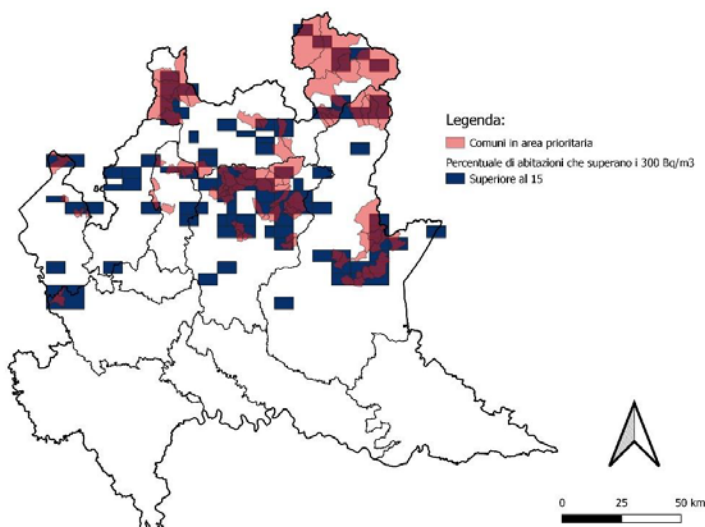 Legenda:
Comuni in area prioritaria
Percentuale di abitazioni che superano i 300 Bq/m3
Superiore al 15
0 25 50 km